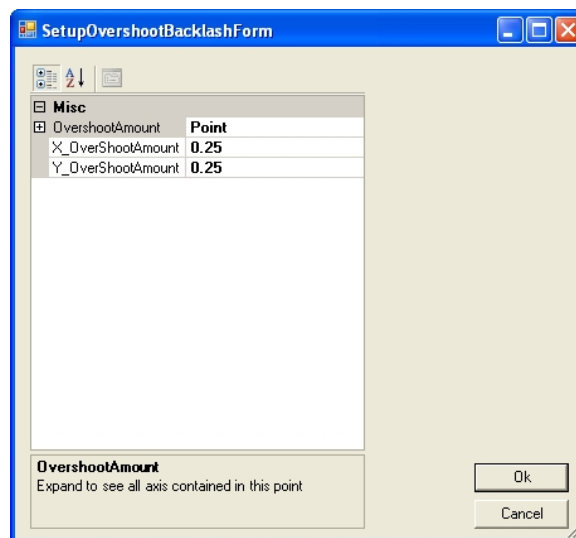 SetupOvershootBacklashForm
A
Z
Misc
OvershootAmount Point
X_OverShootAmount 0.25
Y_OverShootAmount 0.25
OvershootAmount
Expand to see all axis contained in this point
Ok
Cancel